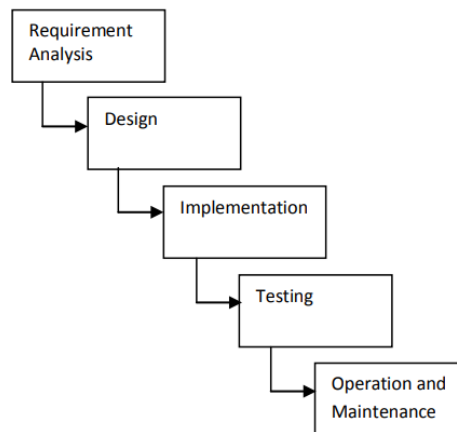 Requirement
Analysis
Design
Implementation
Testing
Operation and
Maintenance